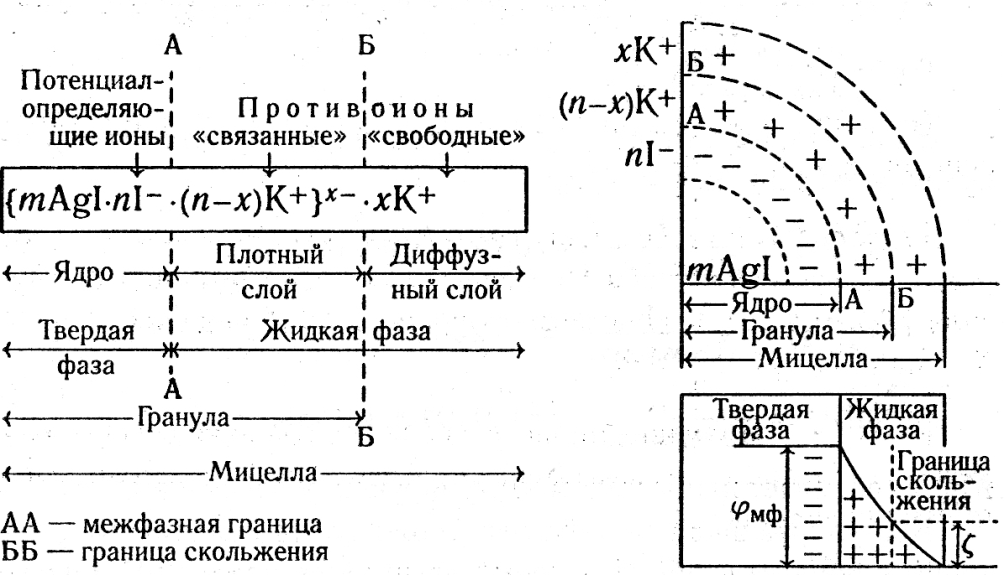 А
Б
Потенциал-
определяю-
щие ионы
Противоионы
«связанные»
«свободные»
{mAgI·nI− ·(n−x)K+}x− ·xK+
Ядро
Плотный
слой
Диффуз-
ный слой
Твердая
фаза
Жидкая фаза
А
Гранула
Б
Мицелла
АА — межфазная граница
ББ — граница скольжения
xK+
Б
(n−x)K+
А
nI−
mAgI
Ядро
А
Б
Гранула
Мицелла
Твердая
фаза
Жидкая
фаза
Граница
сколь-
жения
φмф
ζ